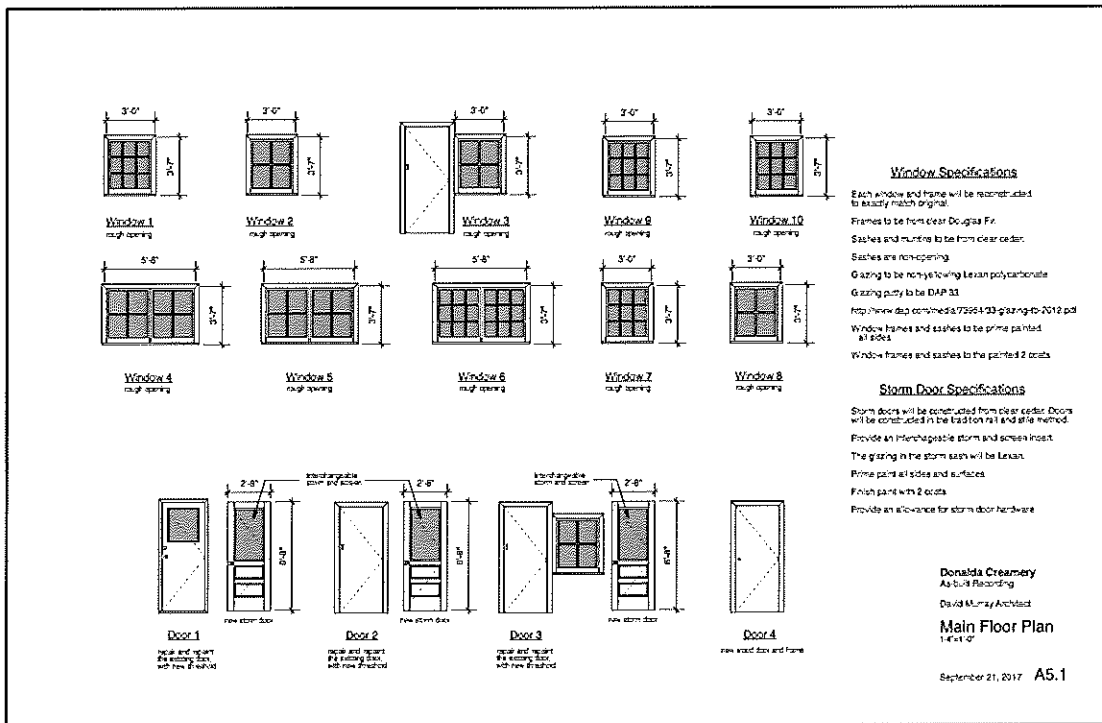 3'-0"
3'-0"
3'-0"
3'-0"
3'-0"
3'-7"
3'-7"
3'-7"
3'-7"
3'-7"
Window 1
rough opening
Window 2
rough opening
Window 3
rough opening
Window 9
rough opening
Window 10
rough opening
5'-8"
5'-8"
5'-8"
3'-0"
3'-0"
3'-7"
3'-7"
3'-7"
3'-7"
3'-7"
Window 4
rough opening
Window 5
rough opening
Window 6
rough opening
Window 7
rough opening
Window 8
rough opening
Window Specifications
Each window and frame will be reconstructed
to exactly match original.
Frames to be from clear Douglas Fir.
Sashes and muntins to be from clear cedar.
Sashes are non-opening.
Glazing to be non-yellowing Lexan polycarbonate
Glazing putty to be DAP 33
Window frames and sashes to be prime painted
all sides
Window frames and sashes to the painted 2 coats
Storm Door Specifications
Storm doors will be constructed from clear cedar. Doors
will be constructed in the tradition rail and stile method.
Provide an interchageable storm and screen insert.
The glazing in the storm sash will be Lexan.
Prime paint all sides and surfaces
Finish paint with 2 coats
Provide an allowance for storm door hardware
interchangeable
storm and screen
interchangeable
storm and screen
2'-8"
2'-8"
2'-8"
6'-8"
6'-8"
6'-8"
new storm door
new storm door
new storm door
Door 1
repair and repaint
the existing door,
with new threshold
Door 2
repair and repaint
the existing door,
with new threshold
Door 3
repair and repaint
the existing door,
with new threshold
Door 4
new wood door and frame
Donalda Creamery
As-built Recording
David Murray Architect
Main Floor Plan
September 21, 2017 A5.1